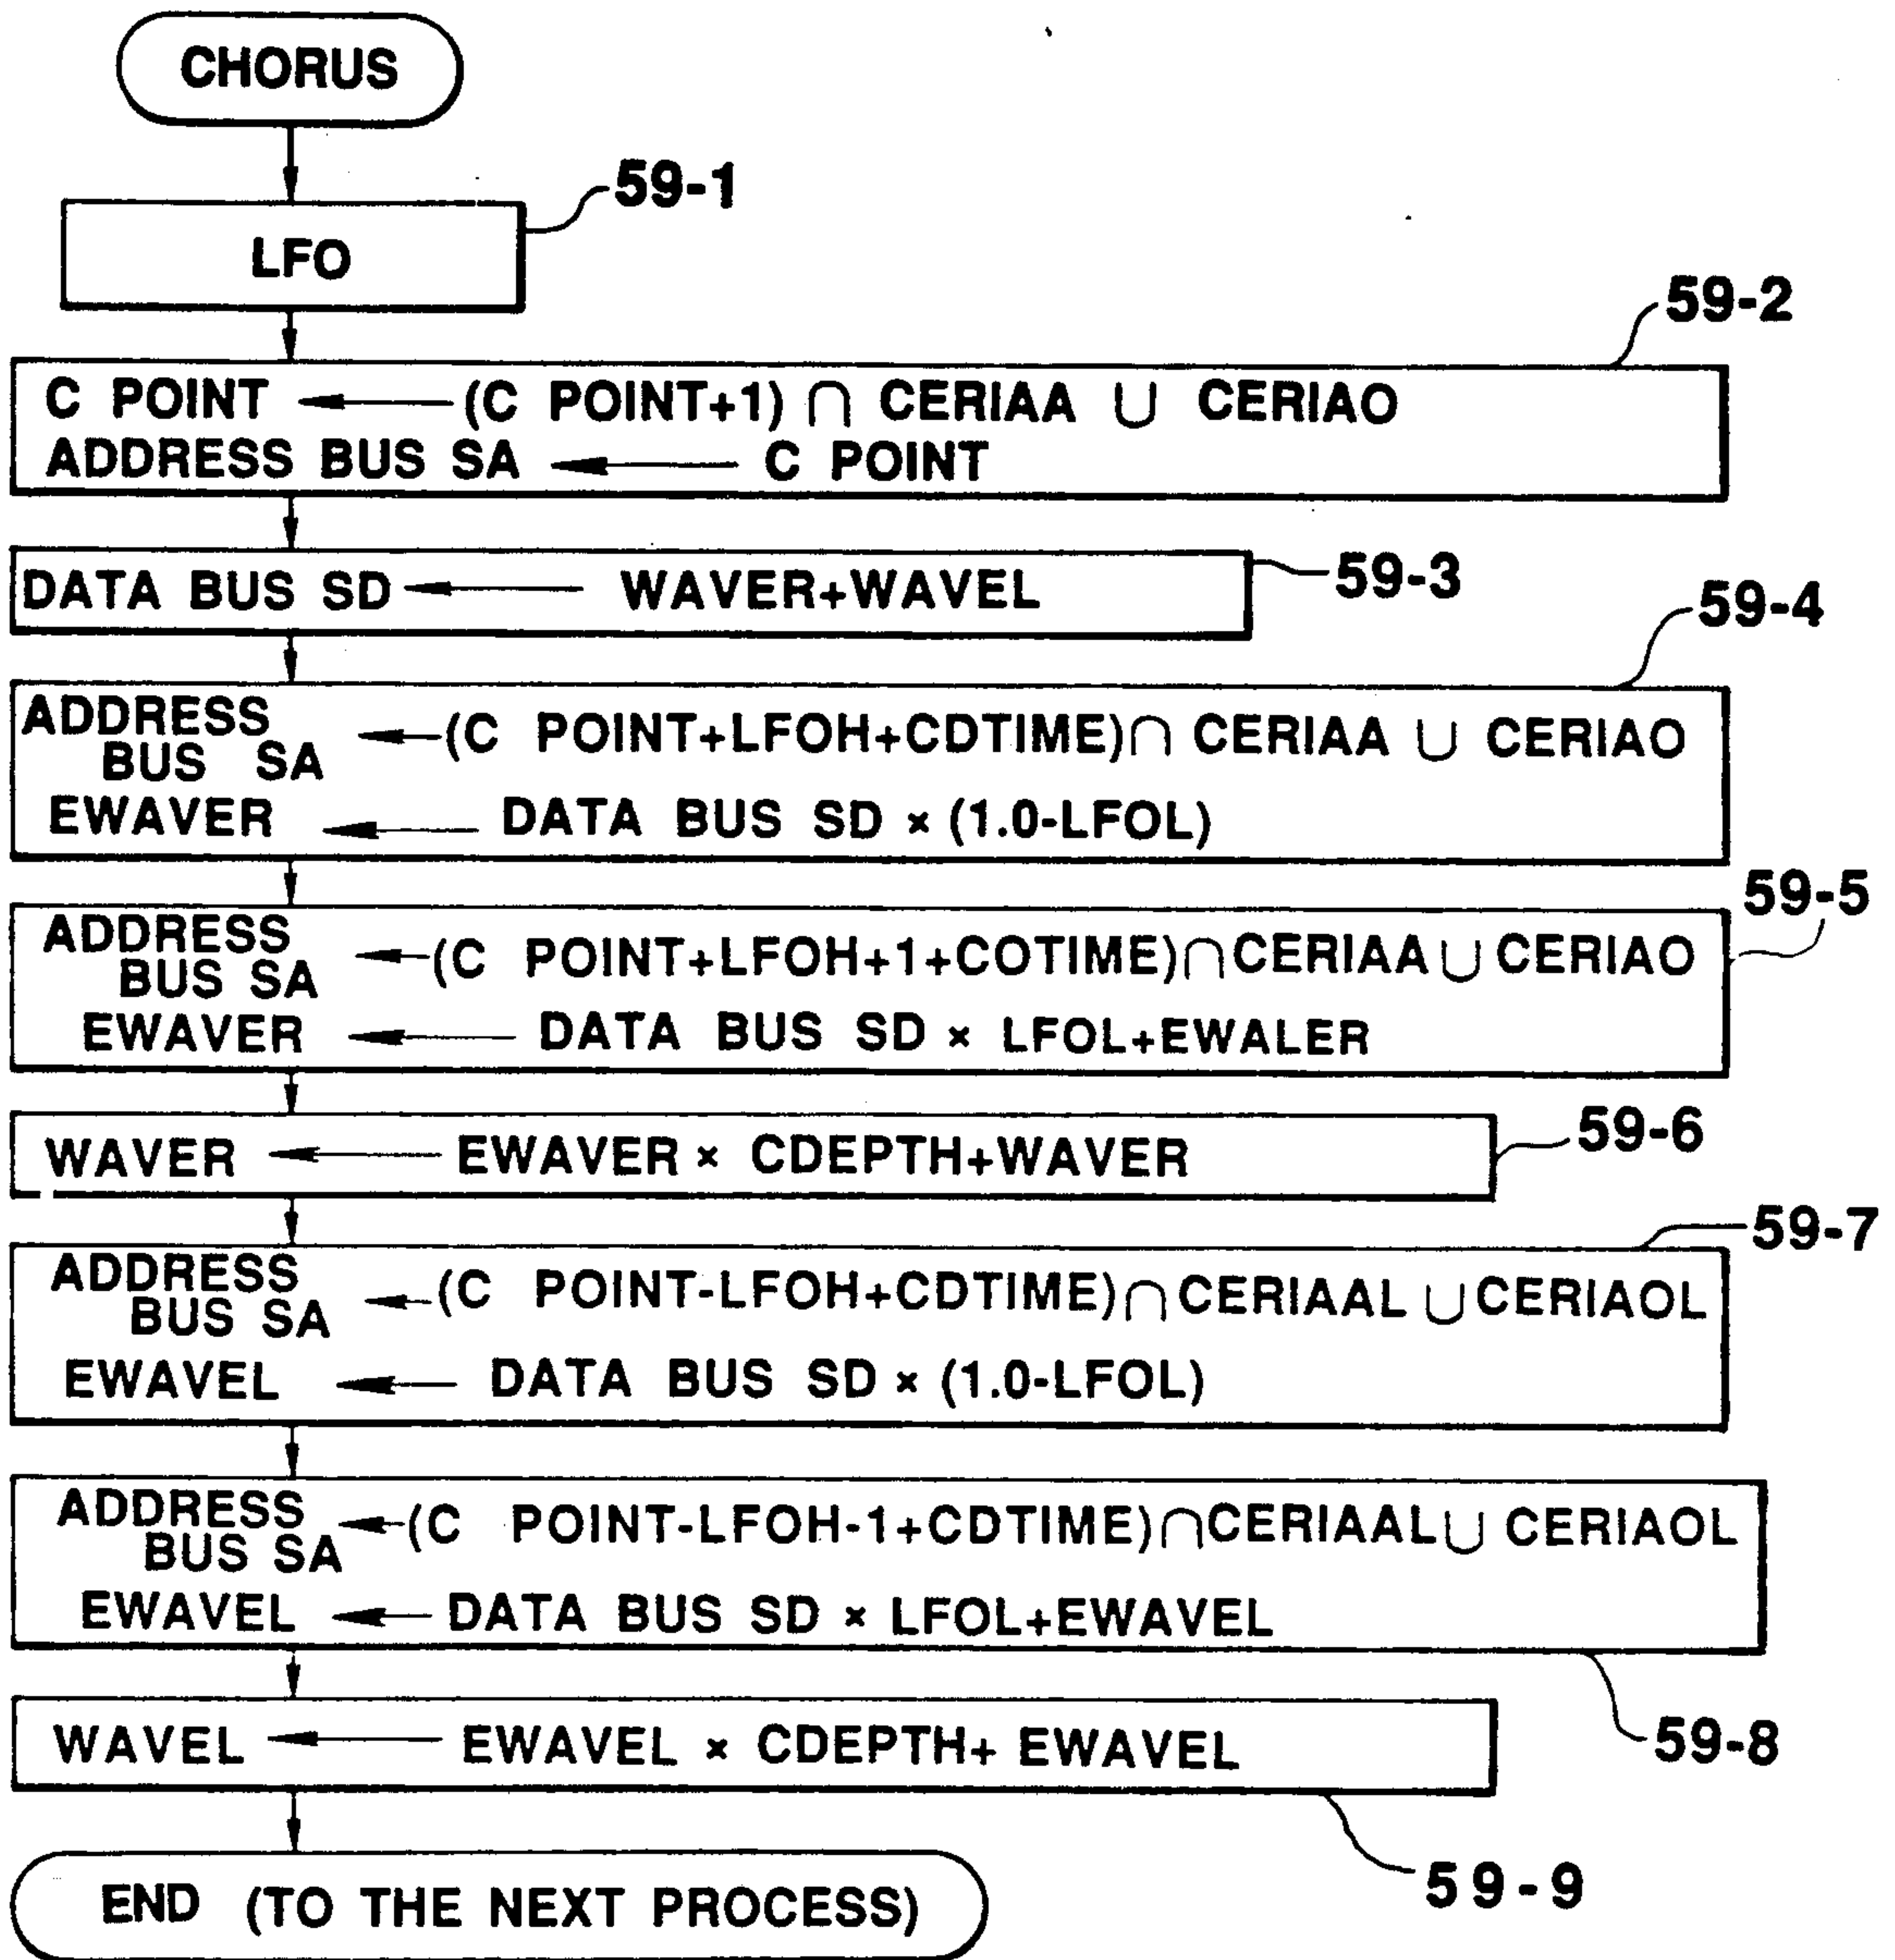 CHORUS
59-1
LFO
59-2
C POINT ← (C POINT+1) ∩ CERIAA ∪ CERIAO
ADDRESS BUS SA ← C POINT
59-3
DATA BUS SD ← WAVER+WAVEL
59-4
ADDRESS
BUS SA ← (C POINT+LFOH+CDTIME) ∩ CERIAA ∪ CERIAO
EWAVER ← DATA BUS SD × (1.0-LFOL)
59-5
ADDRESS
BUS SA ← (C POINT+LFOH+1+COTIME) ∩ CERIAA ∪ CERIAO
EWAVER ← DATA BUS SD × LFOL+EWALER
59-6
WAVER ← EWAVER × CDEPTH+WAVER
59-7
ADDRESS
BUS SA ← (C POINT-LFOH+CDTIME) ∩ CERIAAL ∪ CERIAOL
EWAVEL ← DATA BUS SD × (1.0-LFOL)
ADDRESS
BUS SA ← (C POINT-LFOH-1+CDTIME) ∩ CERIAAL ∪ CERIAOL
EWAVEL ← DATA BUS SD × LFOL+EWAVEL
59-8
WAVEL ← EWAVEL × CDEPTH+ EWAVEL
59-9
END (TO THE NEXT PROCESS)